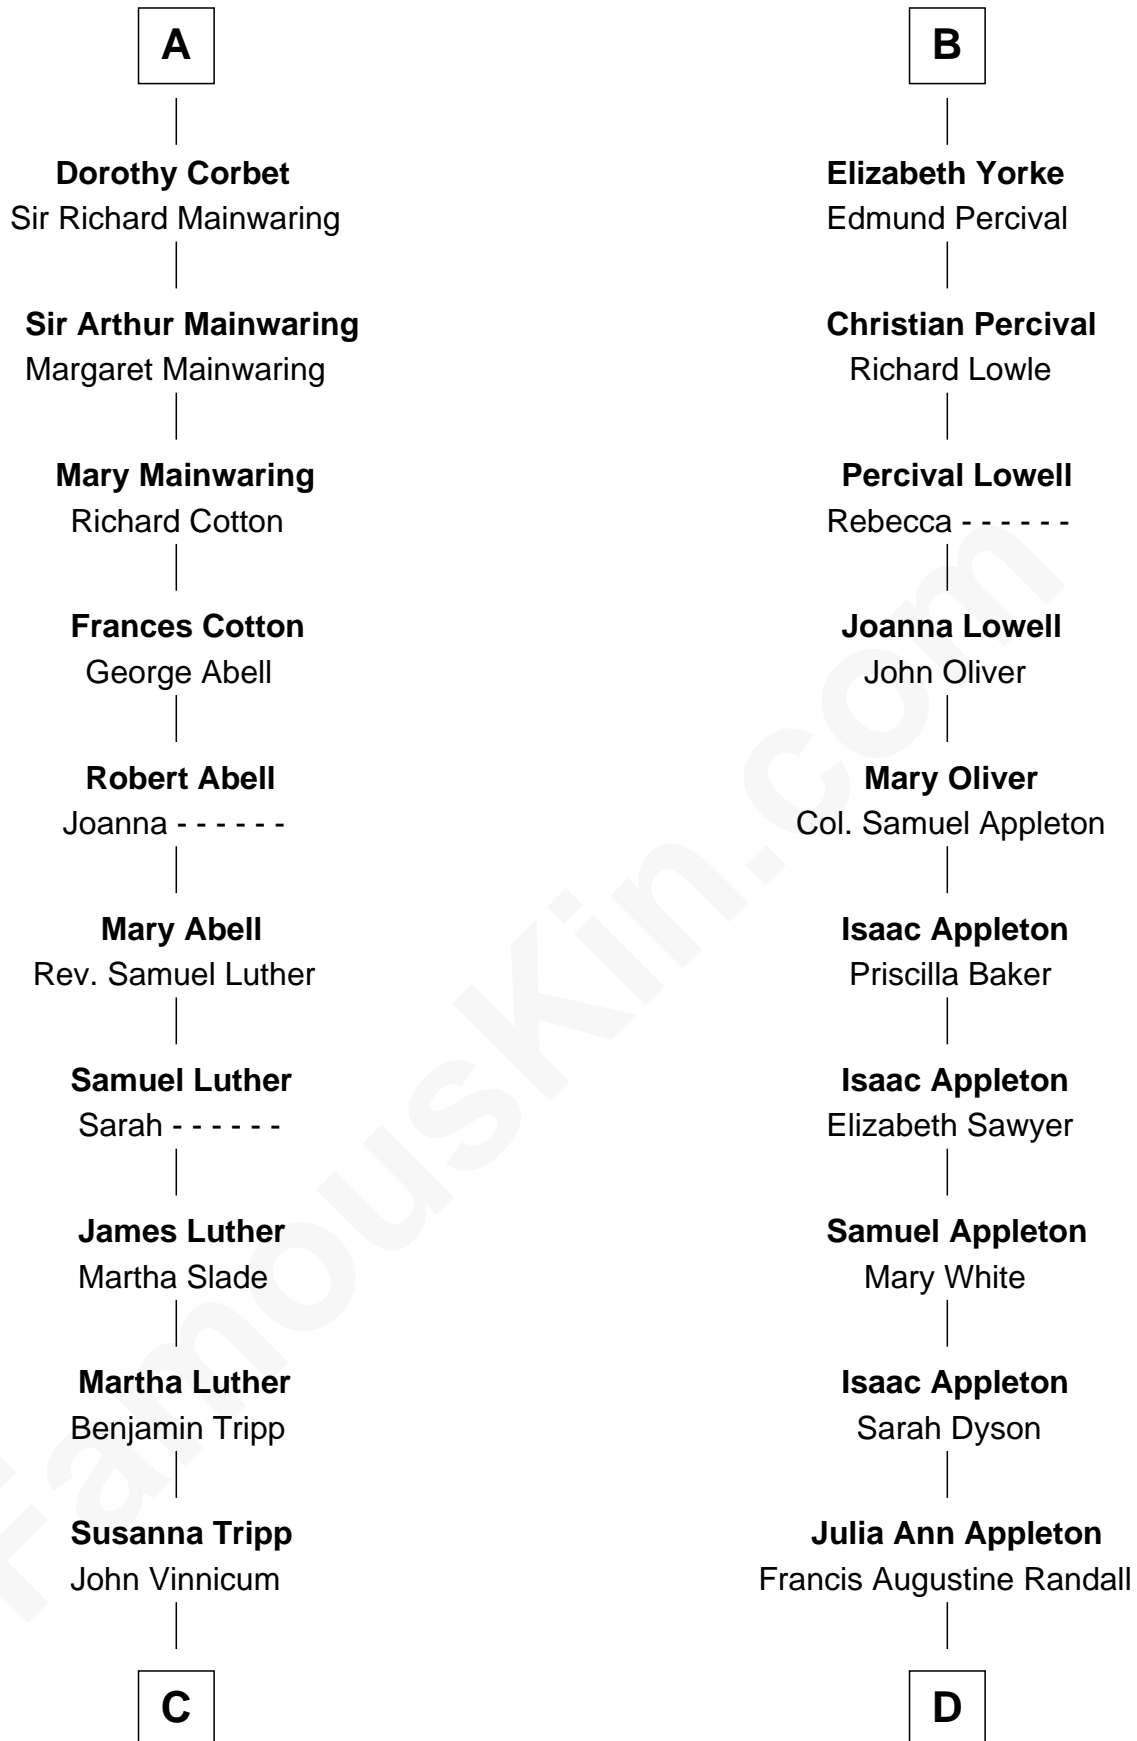 A
Dorothy Corbet
Sir Richard Mainwaring
Sir Arthur Mainwaring
Margaret Mainwaring
Mary Mainwaring
Richard Cotton
Frances Cotton
George Abell
Robert Abell
Joanna - - - - - -
Mary Abell
Rev. Samuel Luther
Samuel Luther
Sarah - - - - - -
James Luther
Martha Slade
Martha Luther
Benjamin Tripp
Susanna Tripp
John Vinnicum
C
B
Elizabeth Yorke
Edmund Percival
Christian Percival
Richard Lowle
Percival Lowell
Rebecca - - - - - -
Joanna Lowell
John Oliver
Mary Oliver
Col. Samuel Appleton
Isaac Appleton
Priscilla Baker
Isaac Appleton
Elizabeth Sawyer
Samuel Appleton
Mary White
Isaac Appleton
Sarah Dyson
Julia Ann Appleton
Francis Augustine Randall
D
FamousKin.com